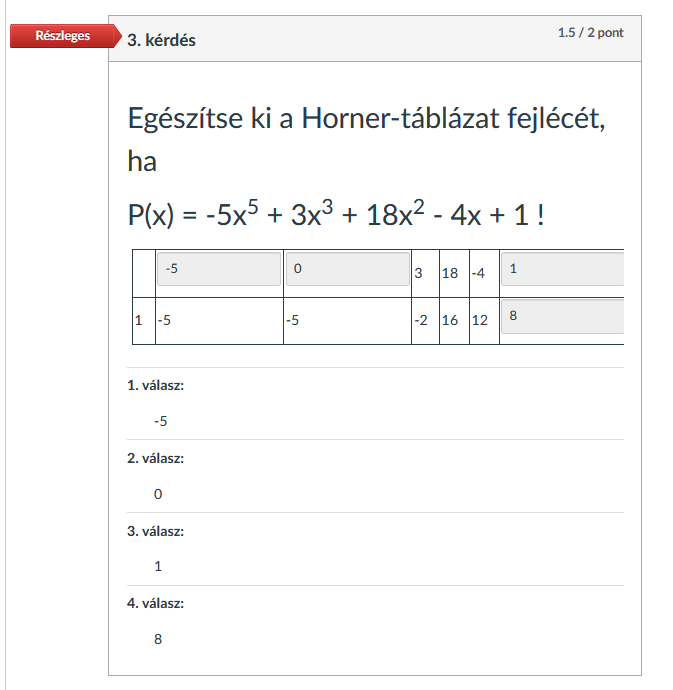 Részleges
3. kérdés
1.5 / 2 pont
Egészítse ki a Horner-táblázat fejlécét,
ha
P(x) = -5x⁵ + 3x³ + 18x² - 4x + 1 !
-5 0 3 18 -4 1
1 -5 -5 -2 16 12 8
1. válasz:
-5
2. válasz:
0
3. válasz:
1
4. válasz:
8